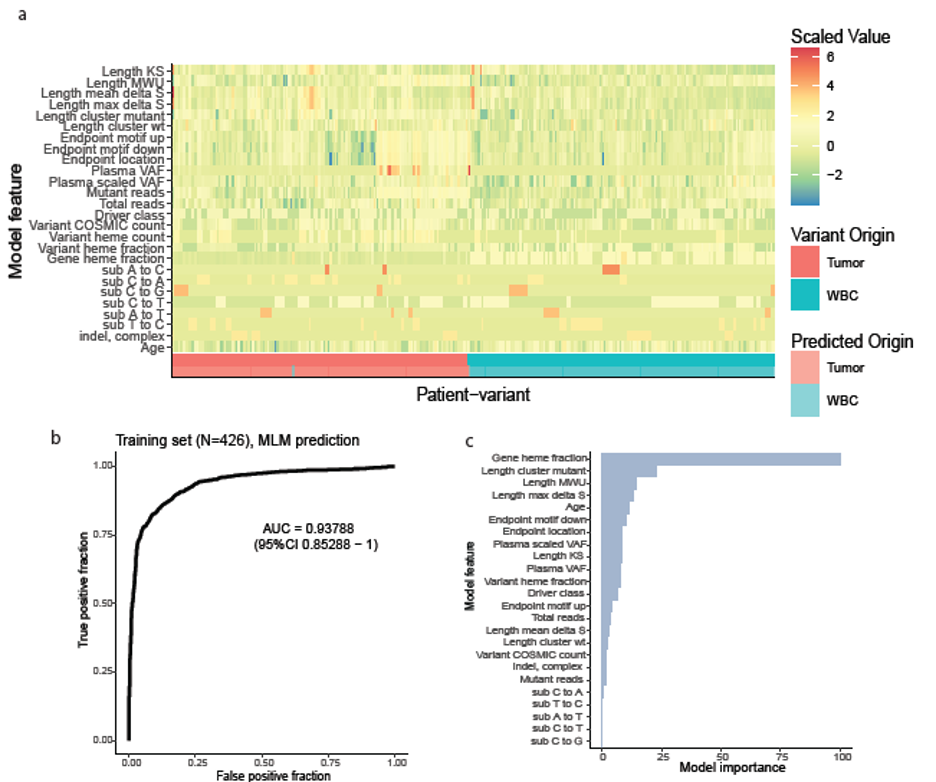 a
Scaled Value
6
4
2
0
−2
Length KS
Length MWU
Length mean delta S
Length max delta S
Length cluster mutant
Length cluster wt
Endpoint motif up
Endpoint motif down
Endpoint location
Plasma VAF
Plasma scaled VAF
Mutant reads
Total reads
Driver class
Variant COSMIC count
Variant heme count
Variant heme fraction
Gene heme fraction
sub A to C
sub C to A
sub C to G
sub C to T
sub A to T
sub T to C
indel, complex
Age
Model feature
Patient−variant
Variant Origin
Tumor
WBC
Predicted Origin
Tumor
WBC
b
Training set (N=426), MLM prediction
1.00
0.75
0.50
0.25
0.00
True positive fraction
AUC = 0.93788
(95%CI 0.85288 − 1)
0.00 0.25 0.50 0.75 1.00
False positive fraction
c
Gene heme fraction
Length cluster mutant
Length MWU
Length max delta S
Age
Endpoint motif down
Endpoint location
Plasma scaled VAF
Length KS
Plasma VAF
Variant heme fraction
Driver class
Endpoint motif up
Total reads
Length mean delta S
Length cluster wt
Variant COSMIC count
Indel, complex
Mutant reads
sub C to A
sub T to C
sub A to T
sub C to T
sub C to G
Model feature
0 25 50 75 100
Model importance